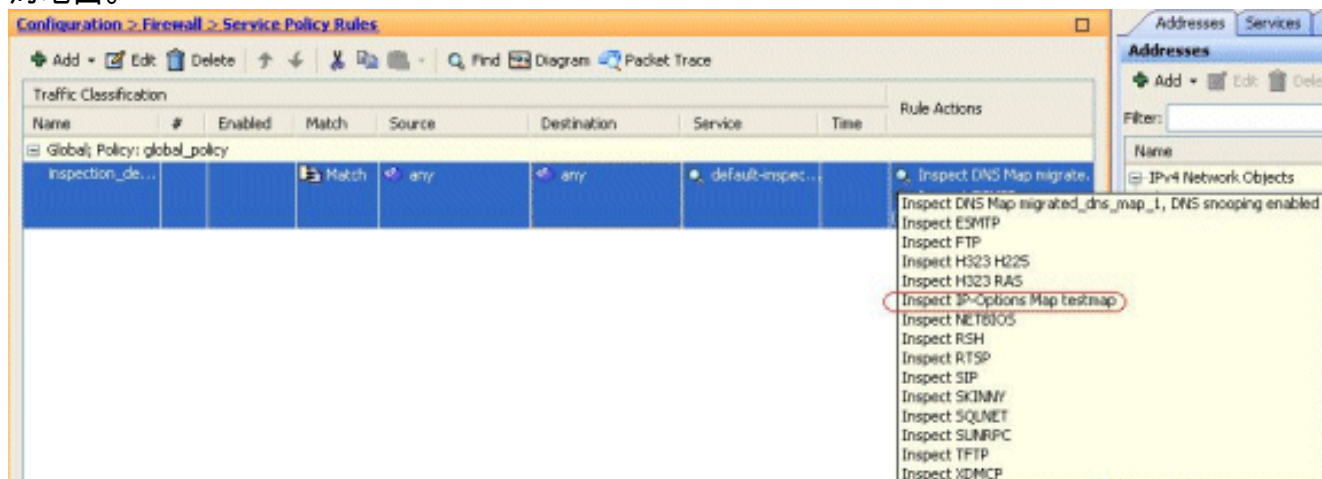 Configuration > Firewall > Service Policy Rules
Add Edit Delete Find Diagram Packet Trace
Traffic Classification
Name # Enabled Match Source Destination Service Time Rule Actions
Global; Policy: global_policy
inspection_de... Match any any default-inspec... Inspect DNS Map migrate.
Inspect DNS Map migrated_dns_map_1, DNS snooping enabled
Inspect ESMTP
Inspect FTP
Inspect H323 H225
Inspect H323 RAS
Inspect IP-Options Map testmap
Inspect NETBIOS
Inspect RSH
Inspect RTSP
Inspect SIP
Inspect SKINNY
Inspect SQLNET
Inspect SUNRPC
Inspect TFTP
Inspect XDMCP
Addresses Services
Addresses
Add Edit Dele
Filter:
Name
IPv4 Network Objects